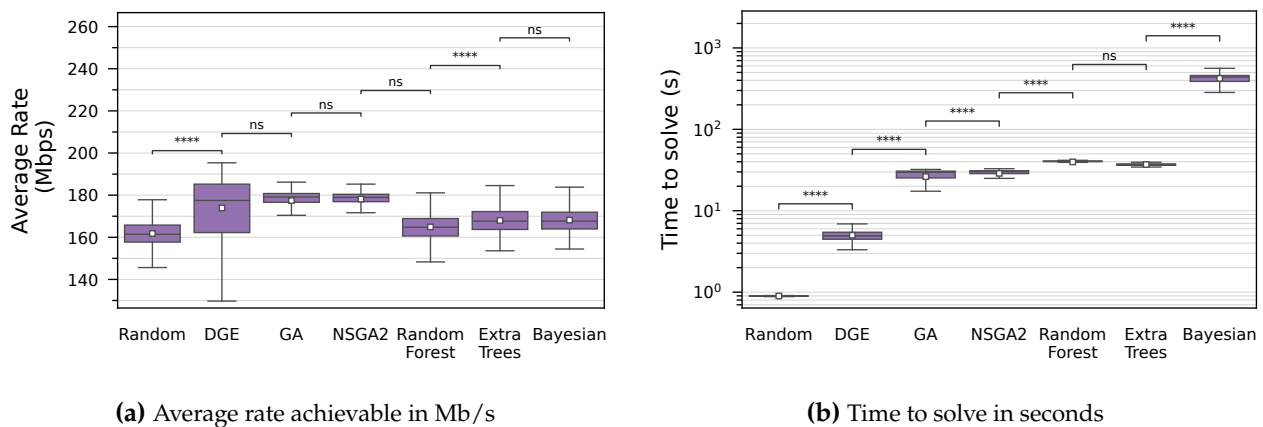 260
240
220
200
180
160
140
Average Rate
(Mbps)
****
ns
ns
ns
****
ns
Random
DGE
GA
NSGA2
Random
Forest
Extra
Trees
Bayesian
(a) Average rate achievable in Mb/s
10³
10²
10¹
10⁰
Time to solve (s)
****
****
****
****
ns
****
Random
DGE
GA
NSGA2
Random
Forest
Extra
Trees
Bayesian
(b) Time to solve in seconds